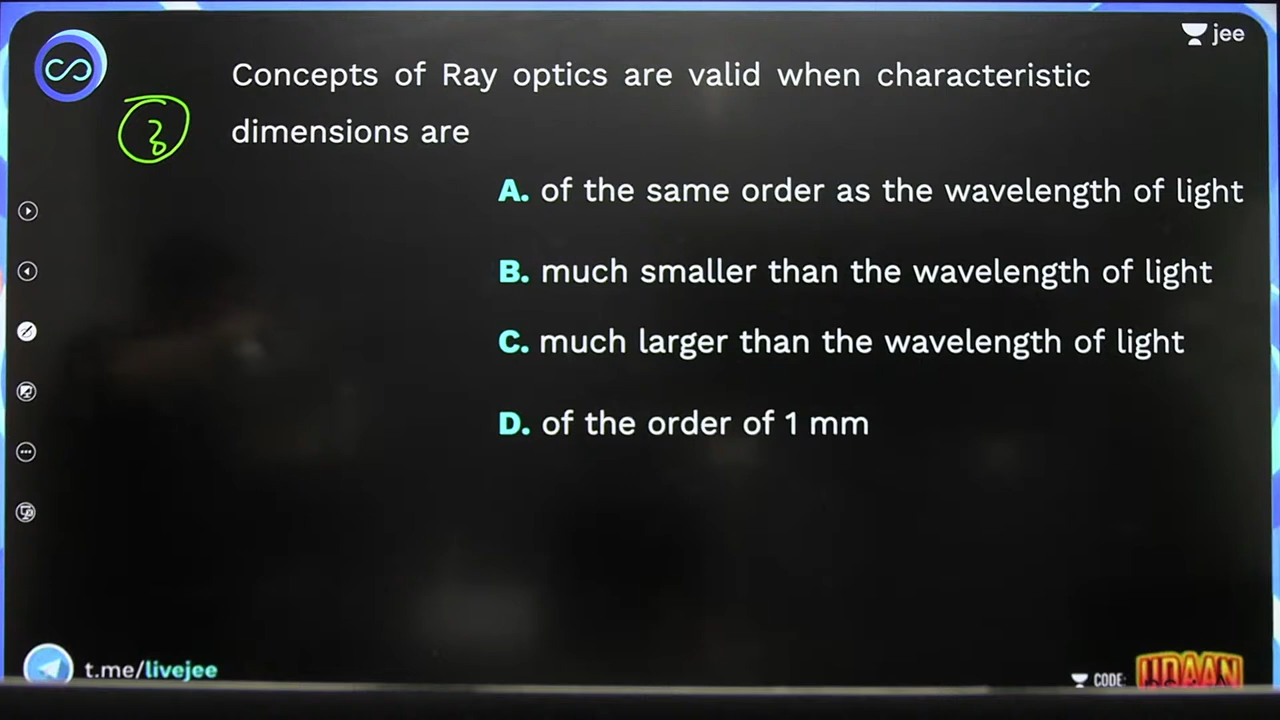 jee
Concepts of Ray optics are valid when characteristic
3
dimensions are
A. of the same order as the wavelength of light
B. much smaller than the wavelength of light
C. much larger than the wavelength of light
D. of the order of 1 mm
t.me/livejee
CODE: UDAAN